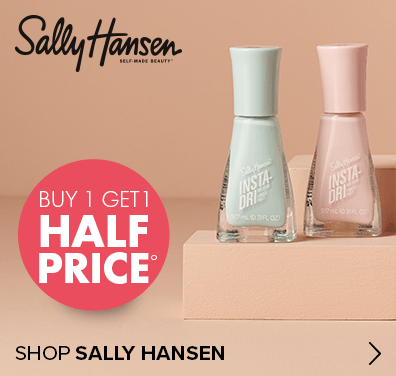 Sally Hansen
SELF-MADE BEAUTY
BUY 1 GET 1
HALF
PRICE°
Sally Hansen
INSTA-
DRI
Sally Hansen
INSTA-
DRI
SHOP SALLY HANSEN